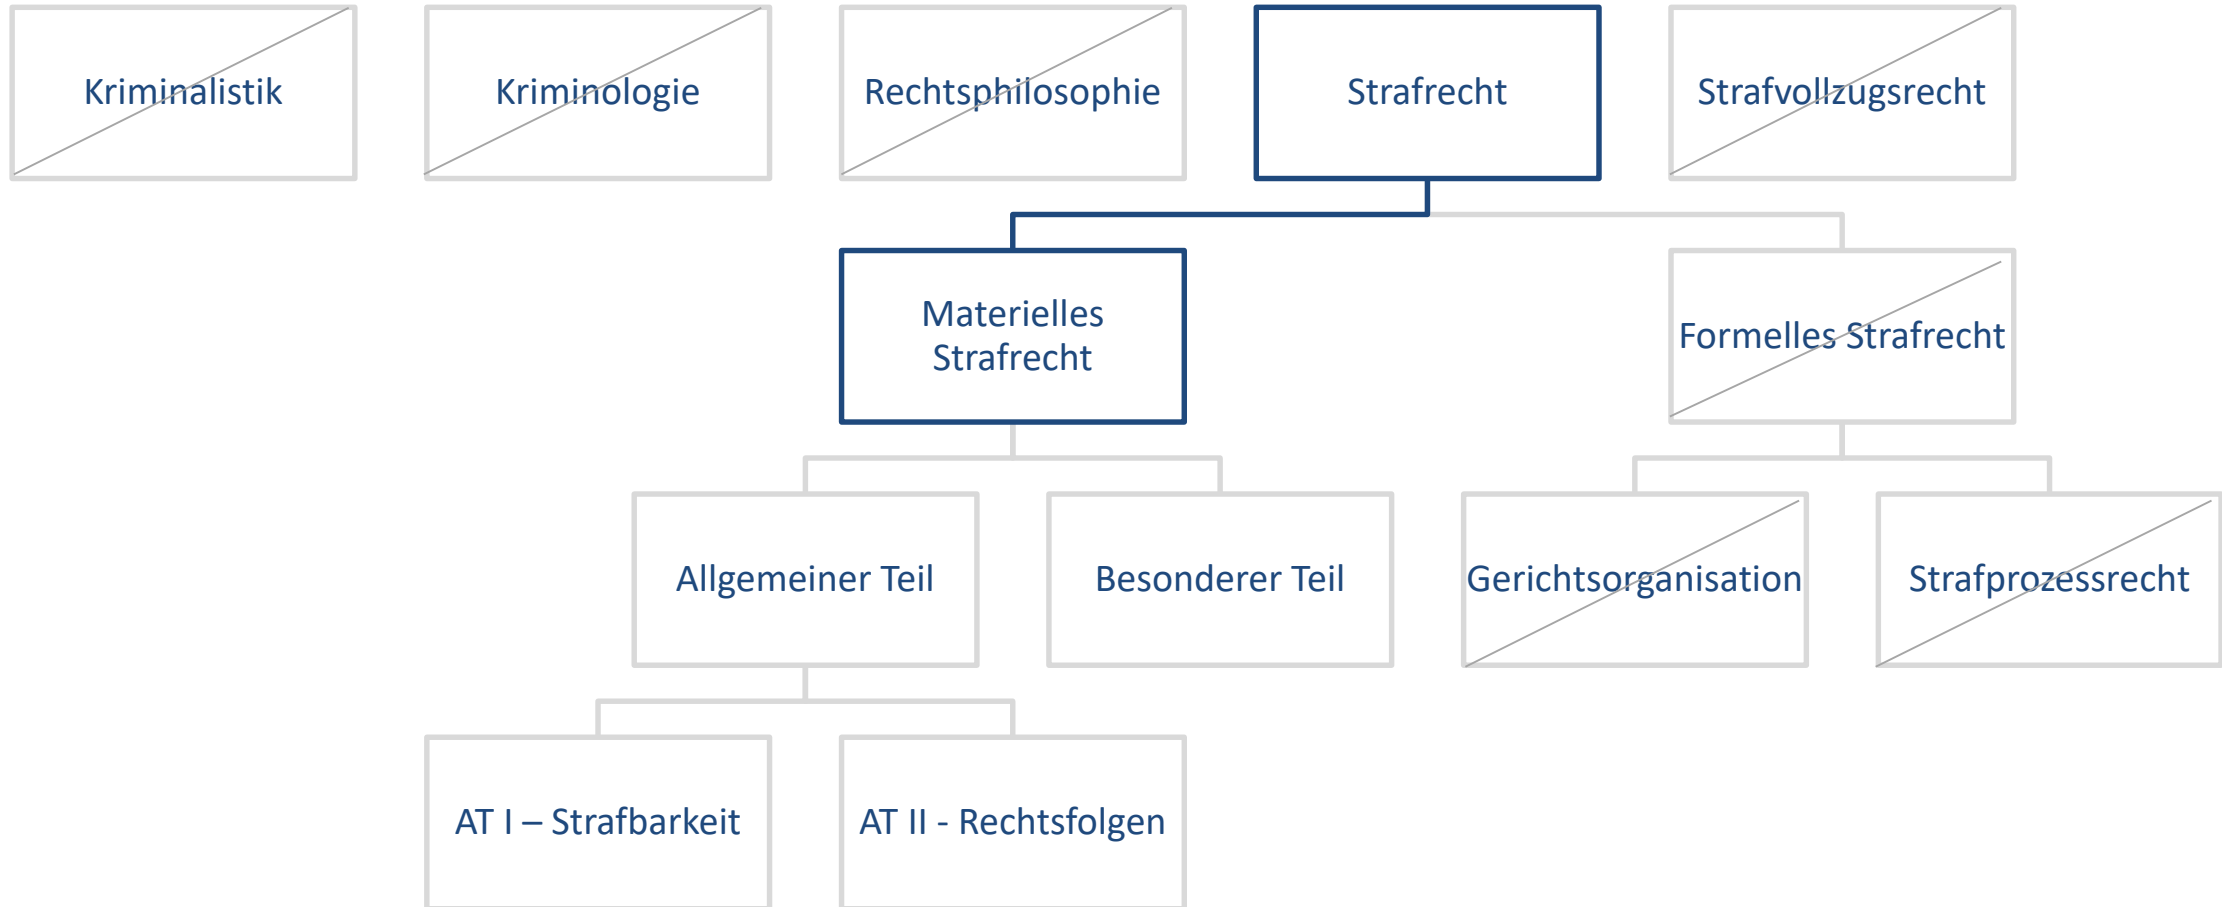 Kriminalistik
Kriminologie
Rechtsphilosophie
Strafrecht
Strafvollzugsrecht
Materielles
Strafrecht
Formelles Strafrecht
Allgemeiner Teil
Besonderer Teil
Gerichtsorganisation
Strafprozessrecht
AT I – Strafbarkeit
AT II - Rechtsfolgen